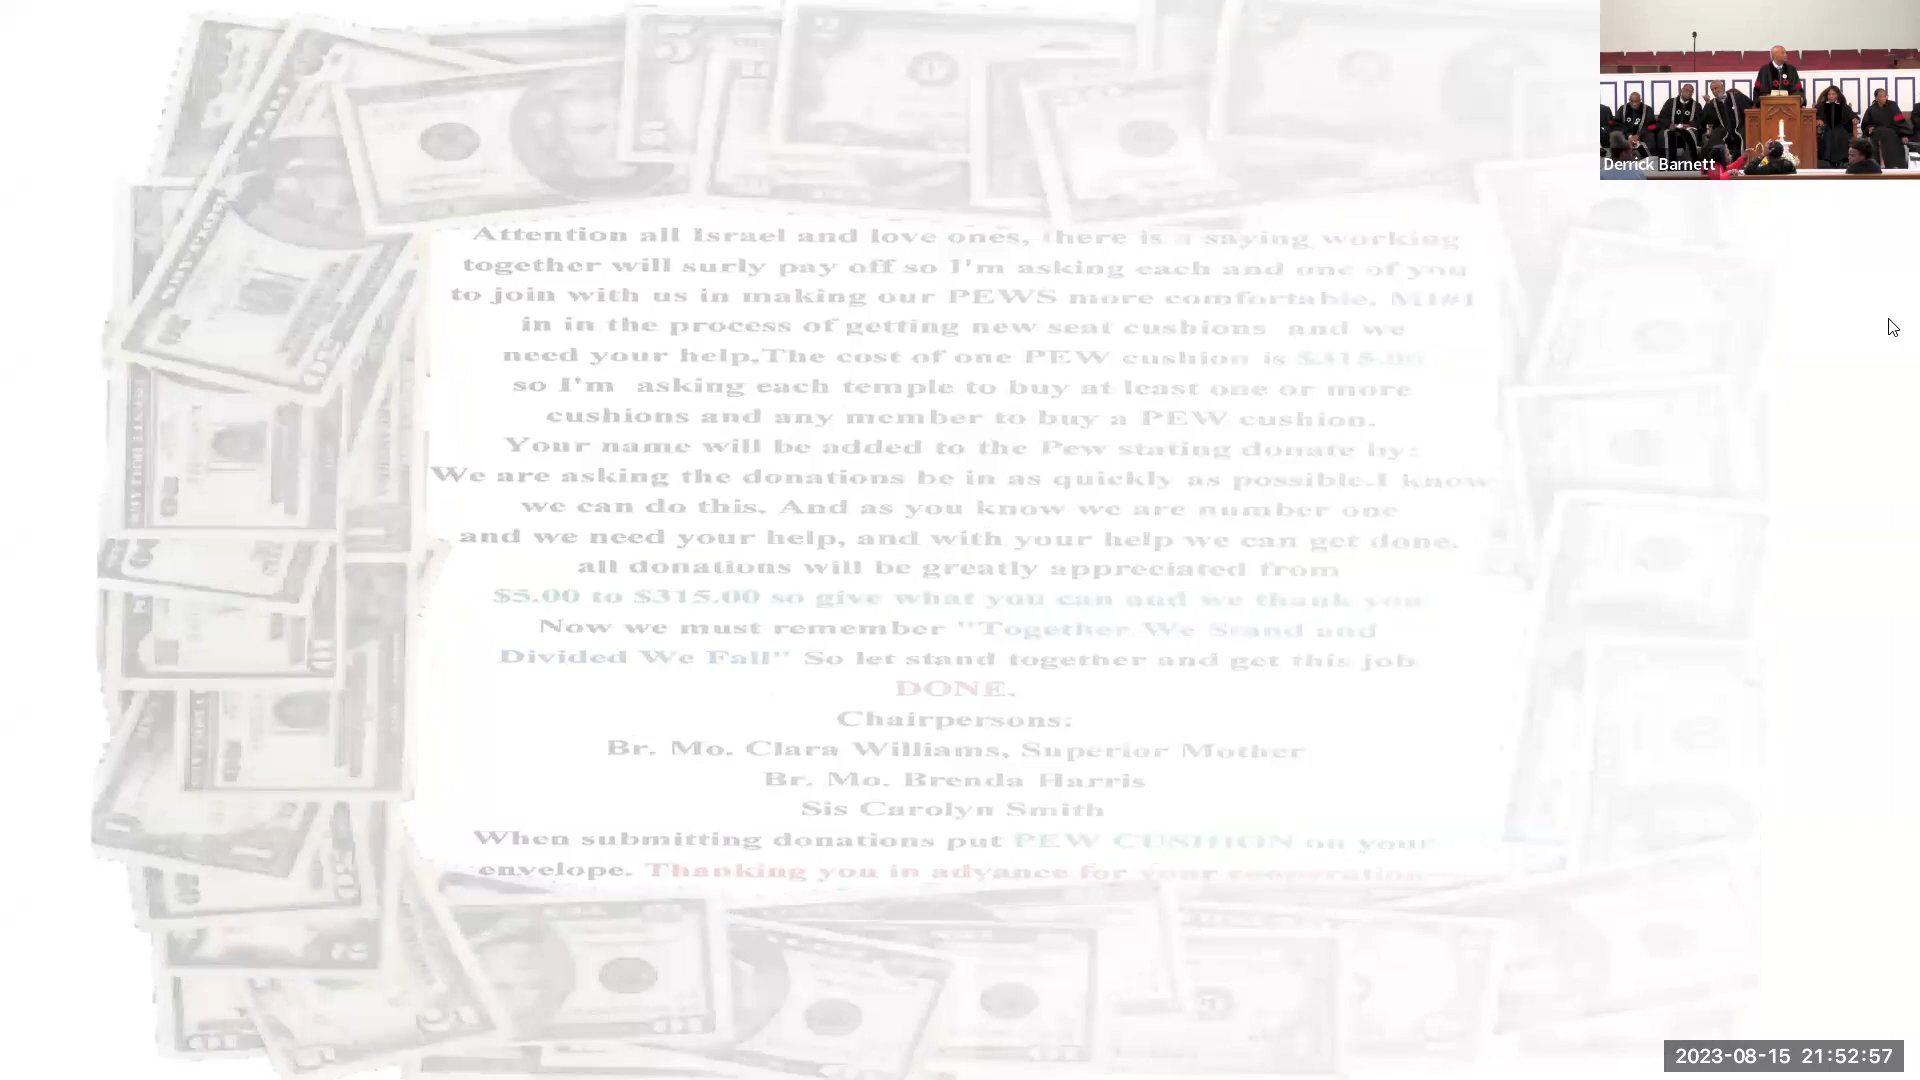 Derrick Barnett
Attention all Israel and love ones, there is a saying working
together will surly pay off so I'm asking each and one of you
to join with us in making our PEWS more comfortable, MI#1
in in the process of getting new seat cushions and we
need your help,The cost of one PEW cushion is $315.00
so I'm asking each temple to buy at least one or more
cushions and any member to buy a PEW cushion.
Your name will be added to the Pew stating donate by:
We are asking the donations be in as quickly as possible.I know
we can do this. And as you know we are number one
and we need your help, and with your help we can get done.
all donations will be greatly appreciated from
$5.00 to $315.00 so give what you can and we thank you
Now we must remember "Together We Stand and
Divided We Fall" So let stand together and get this job
DONE.
Chairpersons:
Br. Mo. Clara Williams, Superior Mother
Br. Mo. Brenda Harris
Sis Carolyn Smith
When submitting donations put PEW CUSHION on your
envelope. Thanking you in advance for your cooperation
2023-08-15 21:52:57